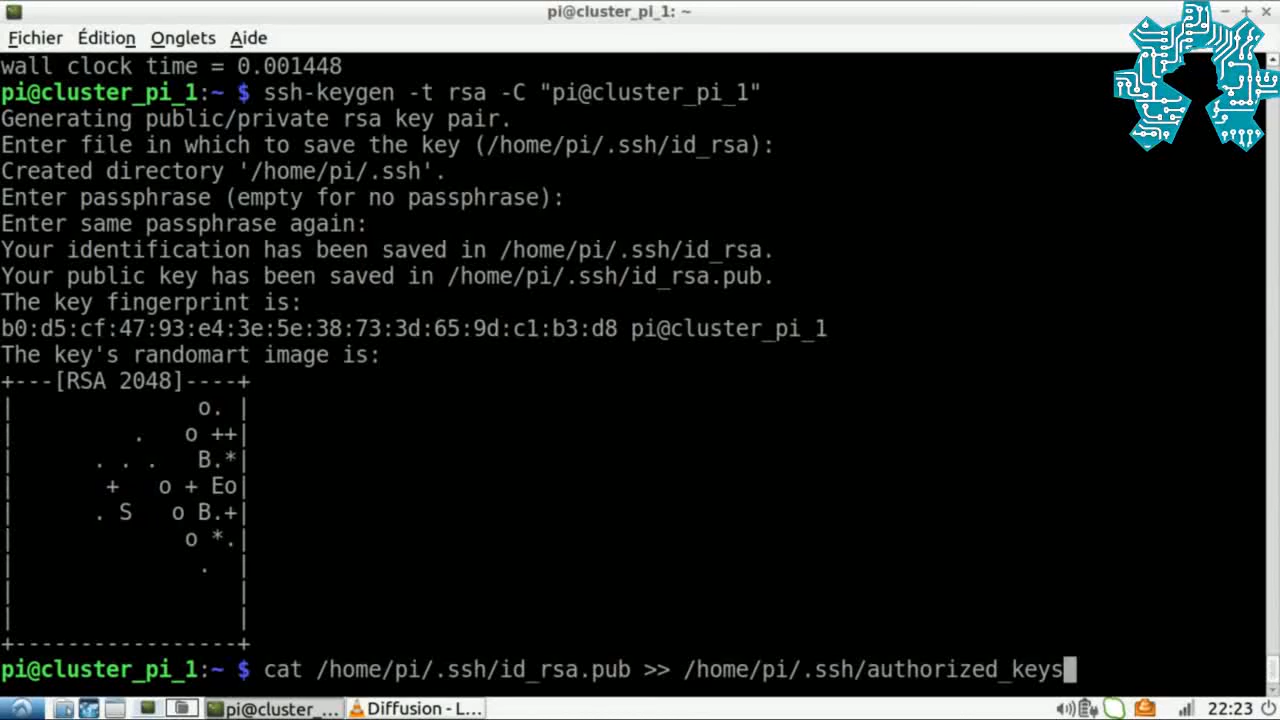 pi@cluster_pi_1: ~
Fichier Édition Onglets Aide
wall clock time = 0.001448
pi@cluster_pi_1:~ $ ssh-keygen -t rsa -C "pi@cluster_pi_1"
Generating public/private rsa key pair.
Enter file in which to save the key (/home/pi/.ssh/id_rsa):
Created directory '/home/pi/.ssh'.
Enter passphrase (empty for no passphrase):
Enter same passphrase again:
Your identification has been saved in /home/pi/.ssh/id_rsa.
Your public key has been saved in /home/pi/.ssh/id_rsa.pub.
The key fingerprint is:
b0:d5:cf:47:93:e4:3e:5e:38:73:3d:65:9d:c1:b3:d8 pi@cluster_pi_1
The key's randomart image is:
+---[RSA 2048]----+
|              o. |
|         .   o ++|
|      . . .   B.*|
|       +   o + Eo|
|      . S   o B.+|
|             o *.|
|              .  |
|                 |
|                 |
+-----------------+
pi@cluster_pi_1:~ $ cat /home/pi/.ssh/id_rsa.pub >> /home/pi/.ssh/authorized_keys
pi@cluster_... Diffusion - L... 22:23